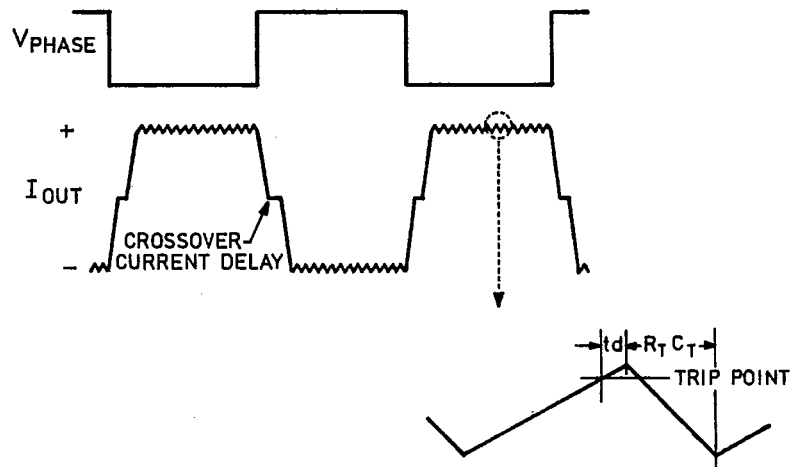 VPHASE
+
IOUT
CROSSOVER
CURRENT DELAY
-
td
RT CT
TRIP POINT